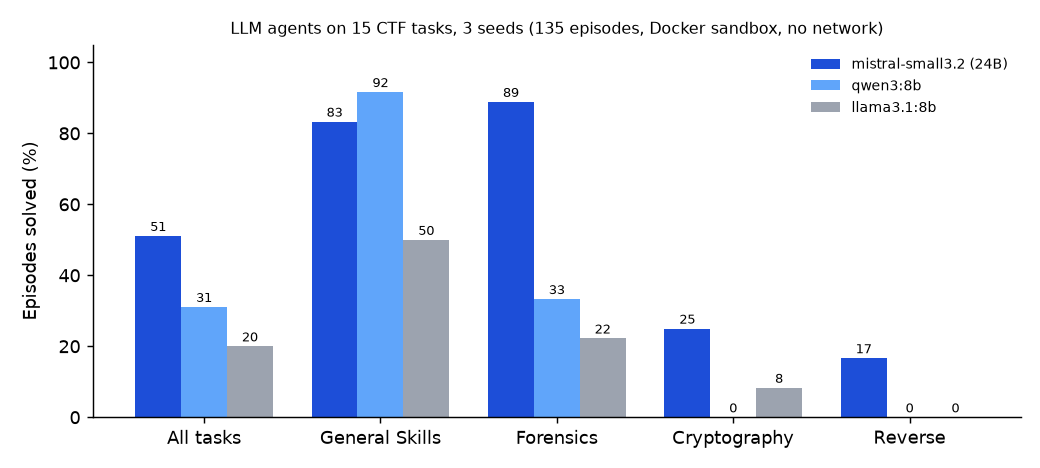 LLM agents on 15 CTF tasks, 3 seeds (135 episodes, Docker sandbox, no network)
mistral-small3.2 (24B)
qwen3:8b
llama3.1:8b
Episodes solved (%)
100
80
60
40
20
0
51
31
20
83
92
50
89
33
22
25
0
8
17
0
0
All tasks
General Skills
Forensics
Cryptography
Reverse